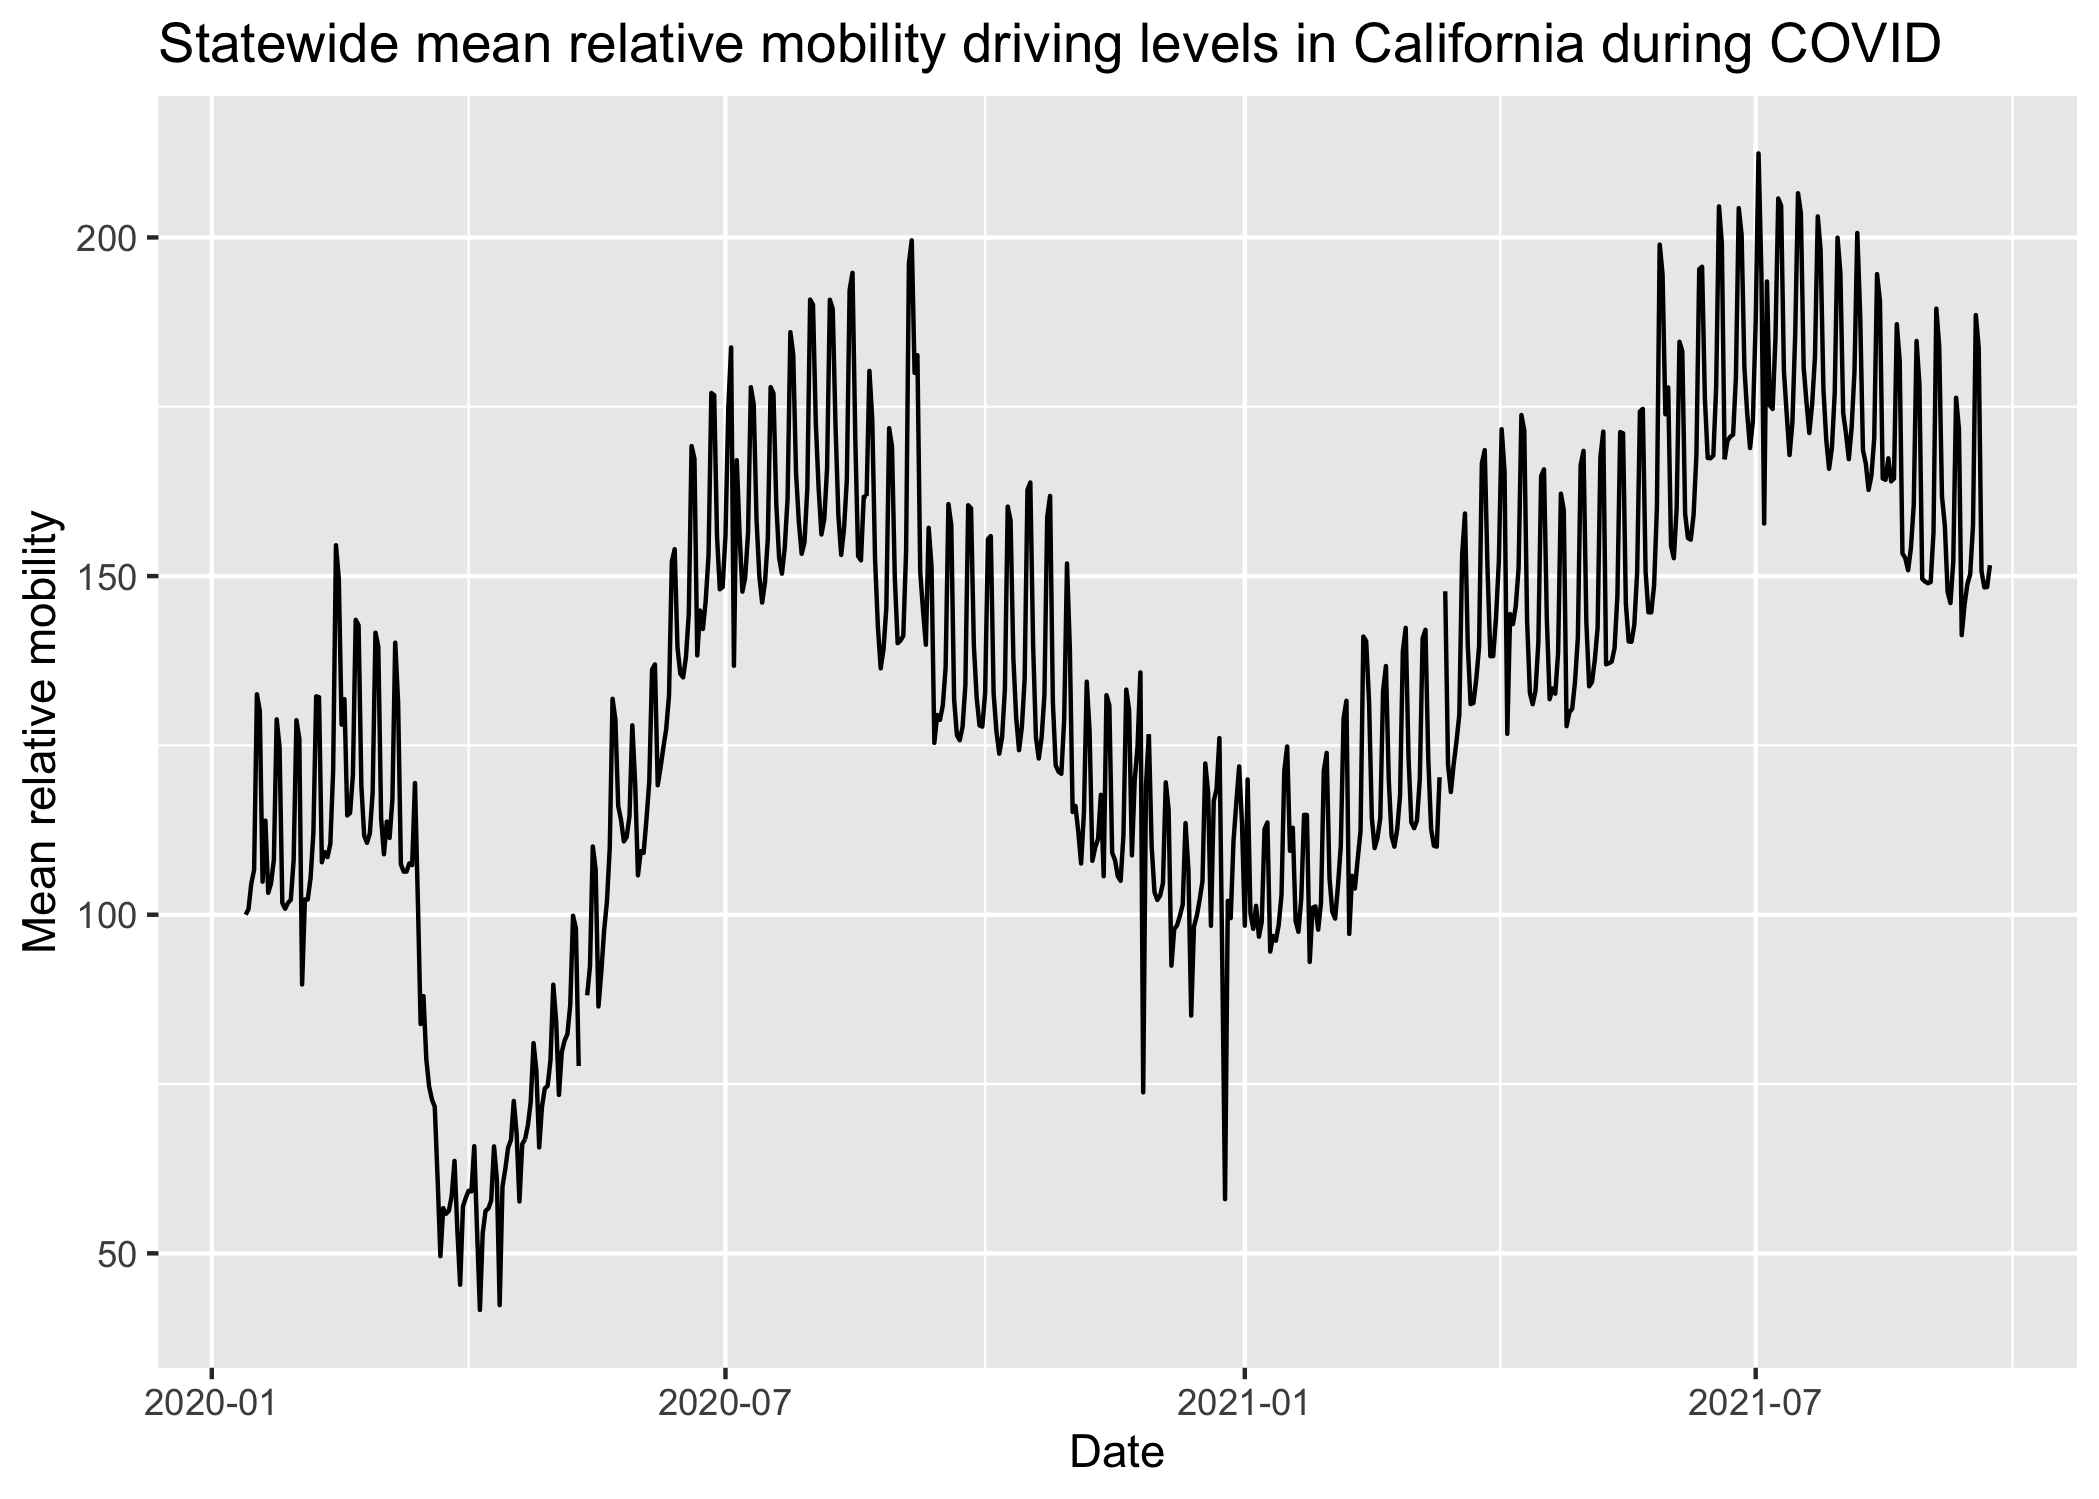 Statewide mean relative mobility driving levels in California during COVID
Mean relative mobility
200
150
100
50
2020-01 2020-07 2021-01 2021-07
Date